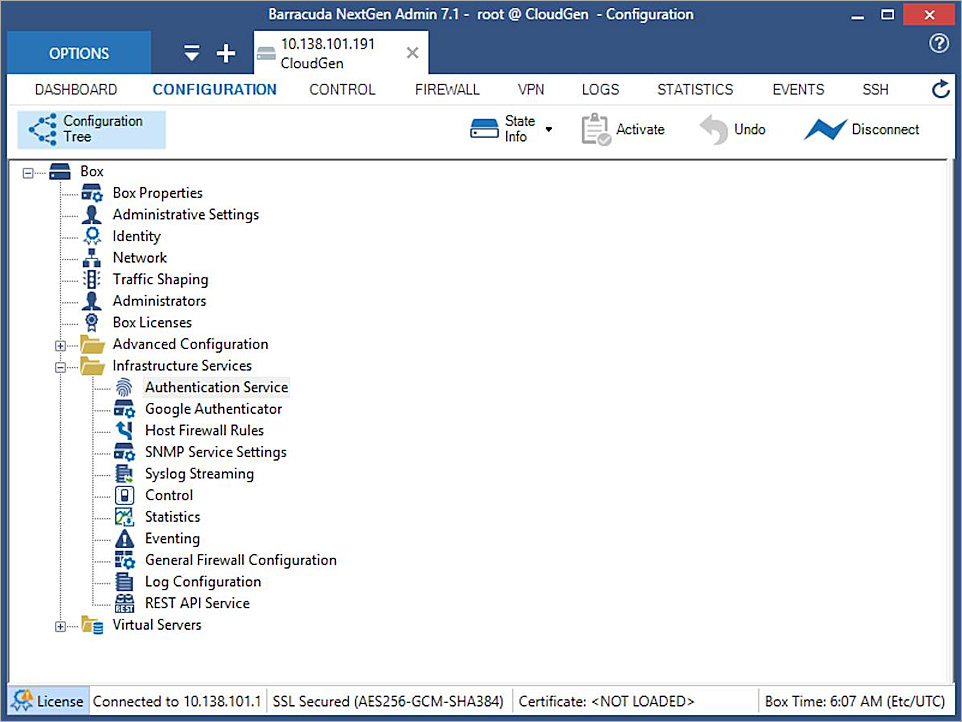 Barracuda NextGen Admin 7.1 - root @ CloudGen - Configuration
OPTIONS
10.138.101.191
CloudGen
DASHBOARD CONFIGURATION CONTROL FIREWALL VPN LOGS STATISTICS EVENTS SSH
Configuration
Tree
State
Info
Activate
Undo
Disconnect
Box
Box Properties
Administrative Settings
Identity
Network
Traffic Shaping
Administrators
Box Licenses
Advanced Configuration
Infrastructure Services
Authentication Service
Google Authenticator
Host Firewall Rules
SNMP Service Settings
Syslog Streaming
Control
Statistics
Eventing
General Firewall Configuration
Log Configuration
REST
REST API Service
Virtual Servers
License Connected to 10.138.101.1 SSL Secured (AES256-GCM-SHA384) Certificate: <NOT LOADED> Box Time: 6:07 AM (Etc/UTC)